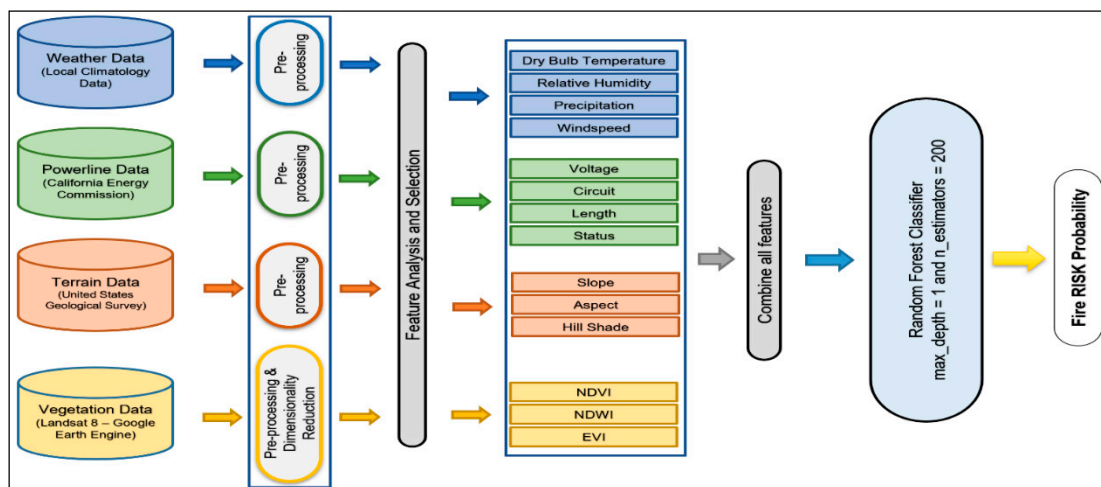 Weather Data
(Local Climatology
Data)
Pre-
processing
Powerline Data
(California Energy
Commission)
Pre-
processing
Terrain Data
(United States
Geological Survey)
Pre-
processing
Vegetation Data
(Landsat 8 – Google
Earth Engine)
Pre-processing &
Dimensionality
Reduction
Feature Analysis and Selection
Dry Bulb Temperature
Relative Humidity
Precipitation
Windspeed
Voltage
Circuit
Length
Status
Slope
Aspect
Hill Shade
NDVI
NDWI
EVI
Combine all features
Random Forest Classifier
max_depth = 1 and n_estimators = 200
Fire RISK Probability